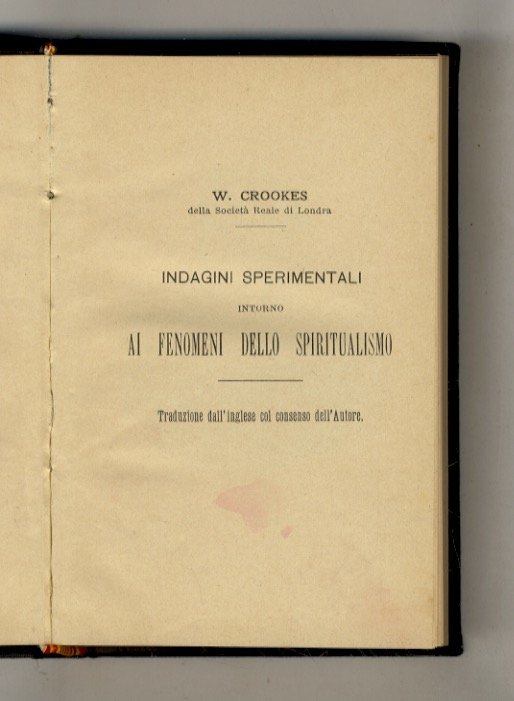 W. CROOKES
della Società Reale di Londra
INDAGINI SPERIMENTALI
INTORNO
AI FENOMENI DELLO SPIRITUALISMO
Traduzione dall'inglese col consenso dell'Autore.